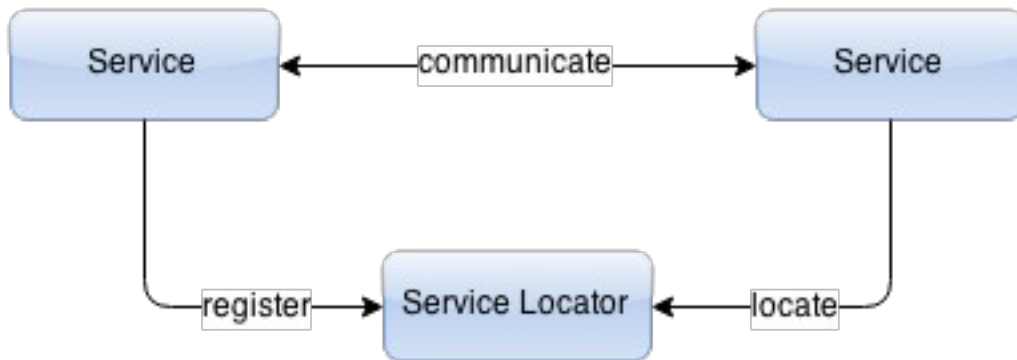 Service
communicate
Service
register
Service Locator
locate